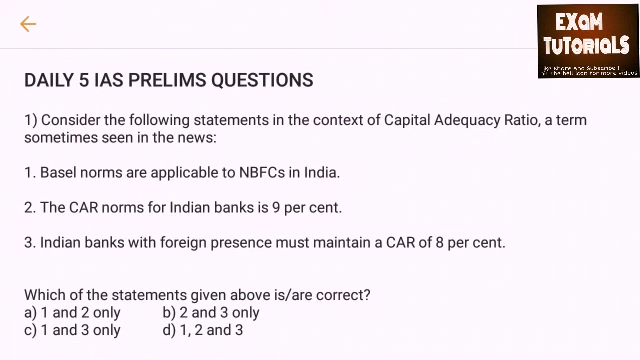 EXAM
TUTORIALS
DAILY 5 IAS PRELIMS QUESTIONS
1) Consider the following statements in the context of Capital Adequacy Ratio, a term
sometimes seen in the news:
1. Basel norms are applicable to NBFCs in India.
2. The CAR norms for Indian banks is 9 per cent.
3. Indian banks with foreign presence must maintain a CAR of 8 per cent.
Which of the statements given above is/are correct?
a) 1 and 2 only b) 2 and 3 only
c) 1 and 3 only d) 1, 2 and 3